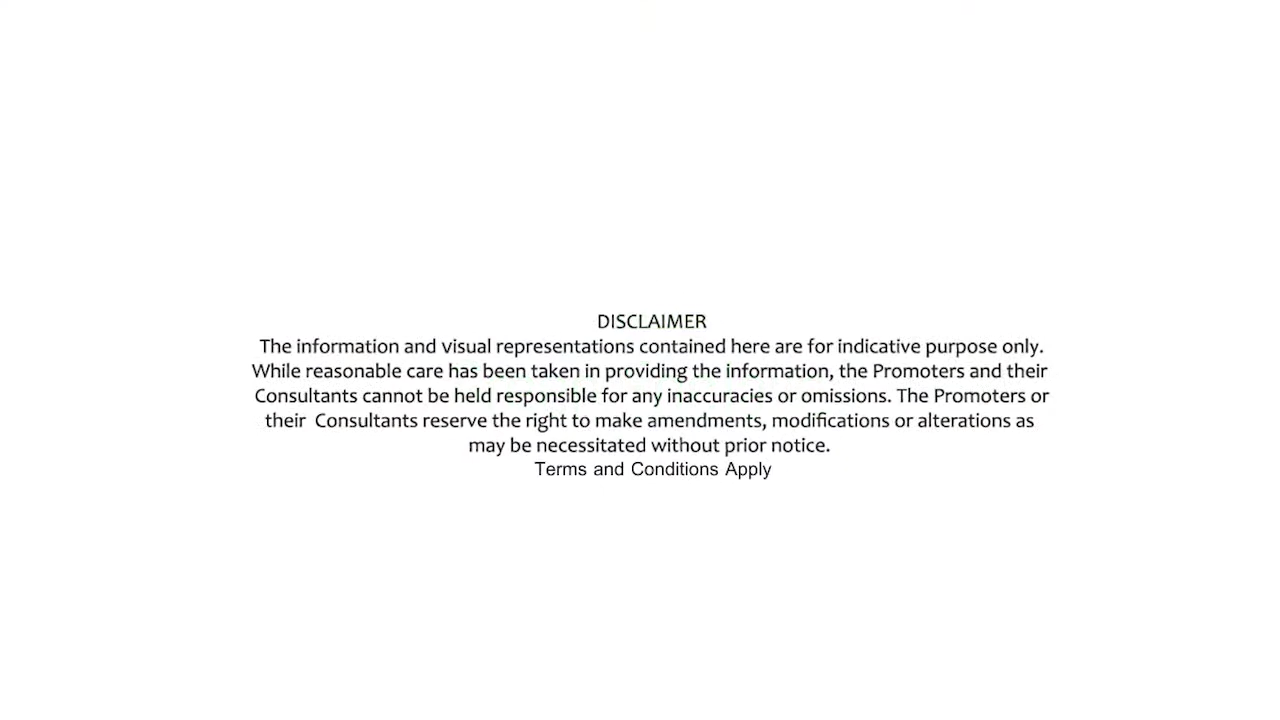 DISCLAIMER
The information and visual representations contained here are for indicative purpose only.
While reasonable care has been taken in providing the information, the Promoters and their
Consultants cannot be held responsible for any inaccuracies or omissions. The Promoters or
their Consultants reserve the right to make amendments, modifications or alterations as
may be necessitated without prior notice.
Terms and Conditions Apply